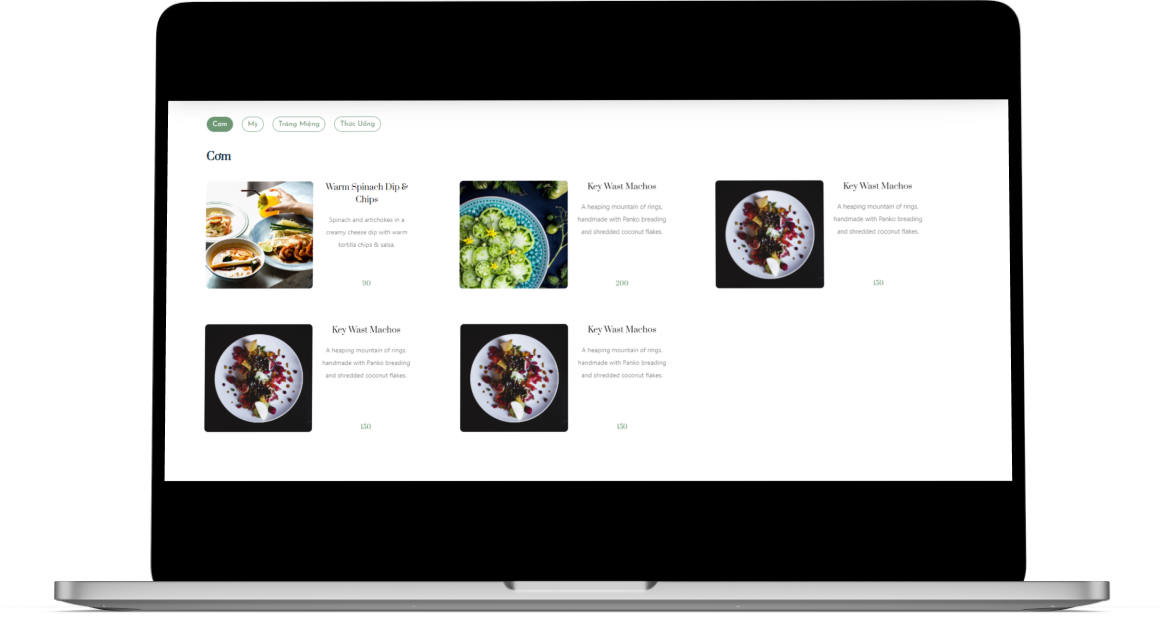 Cơm
Mỳ
Tráng Miệng
Thức Uống
Cơm
Warm Spinach Dip &
Chips
Spinach and artichokes in a
creamy cheese dip with warm
tortilla chips & salsa.
90
Key Wast Machos
A heaping mountain of rings,
handmade with Panko breading
and shredded coconut flakes.
200
Key Wast Machos
A heaping mountain of rings,
handmade with Panko breading
and shredded coconut flakes.
150
Key Wast Machos
A heaping mountain of rings,
handmade with Panko breading
and shredded coconut flakes.
150
Key Wast Machos
A heaping mountain of rings,
handmade with Panko breading
and shredded coconut flakes.
150